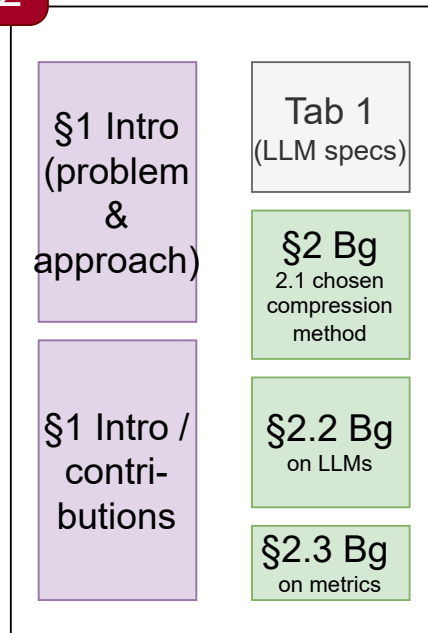 2
§1 Intro
(problem
&
approach)
§1 Intro /
contri-
butions
Tab 1
(LLM specs)
§2 Bg
2.1 chosen
compression
method
§2.2 Bg
on LLMs
§2.3 Bg
on metrics